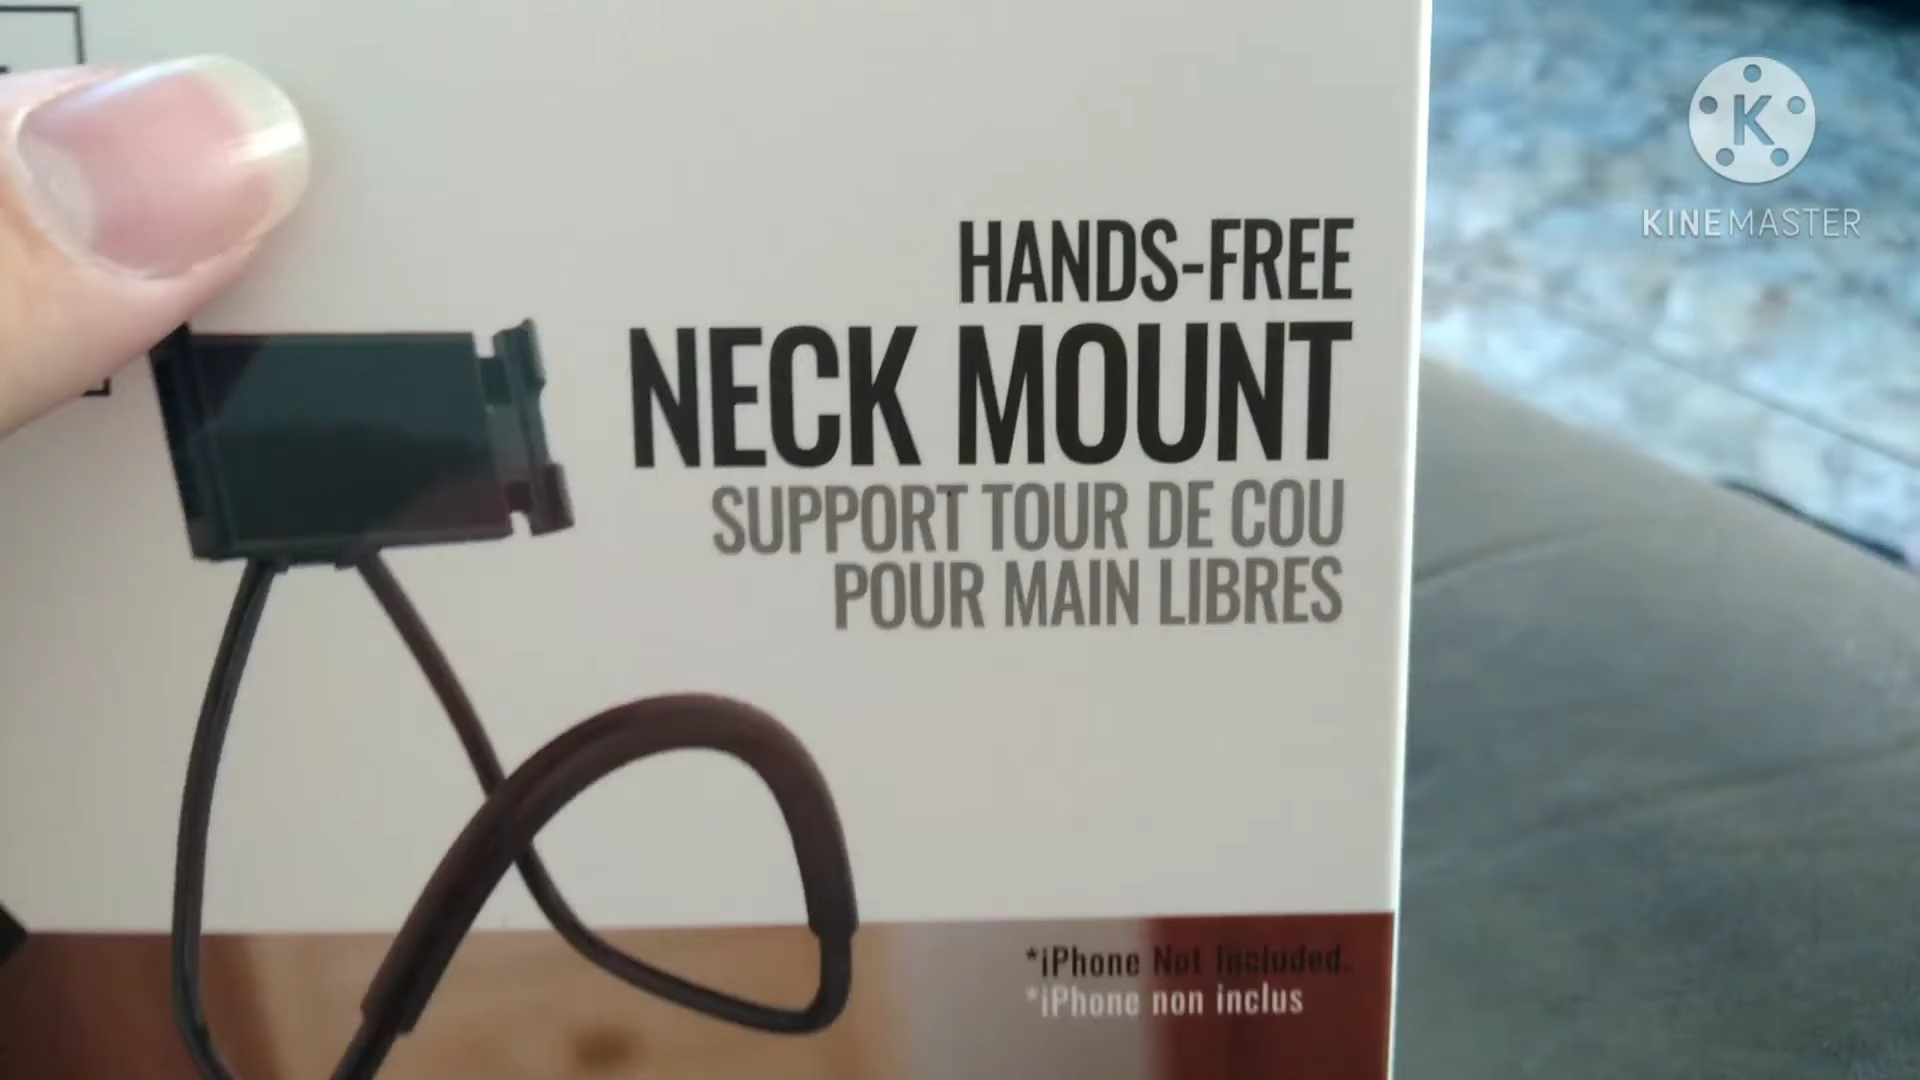 HANDS-FREE
NECK MOUNT
SUPPORT TOUR DE COU
POUR MAIN LIBRES
*iPhone Not Included.
*iPhone non inclus
K
KINEMASTER